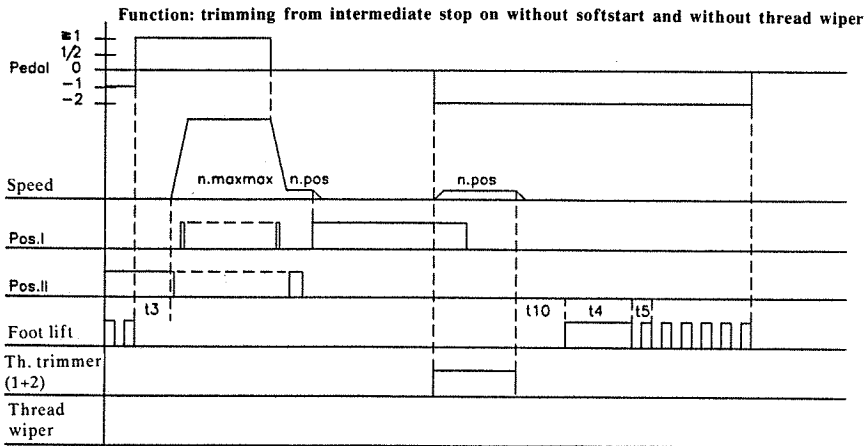 Function: trimming from intermediate stop on without softstart and without thread wiper
≧1
1/2
Pedal 0
−1
−2
n.maxmax n.pos n.pos
Speed
Pos.I
Pos.II
t3 t10 t4 t5
Foot lift
Th. trimmer
(1+2)
Thread
wiper